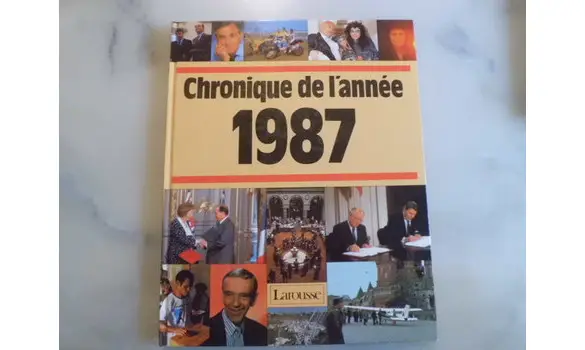 Chronique de l'année
1987
Larousse